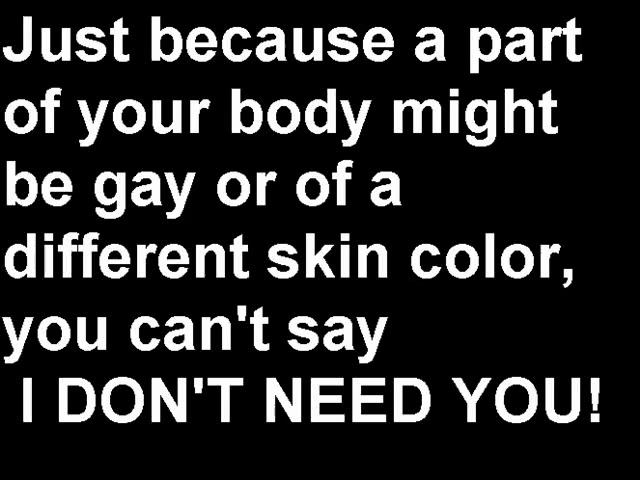 Just because a part
of your body might
be gay or of a
different skin color,
you can't say
I DON'T NEED YOU!